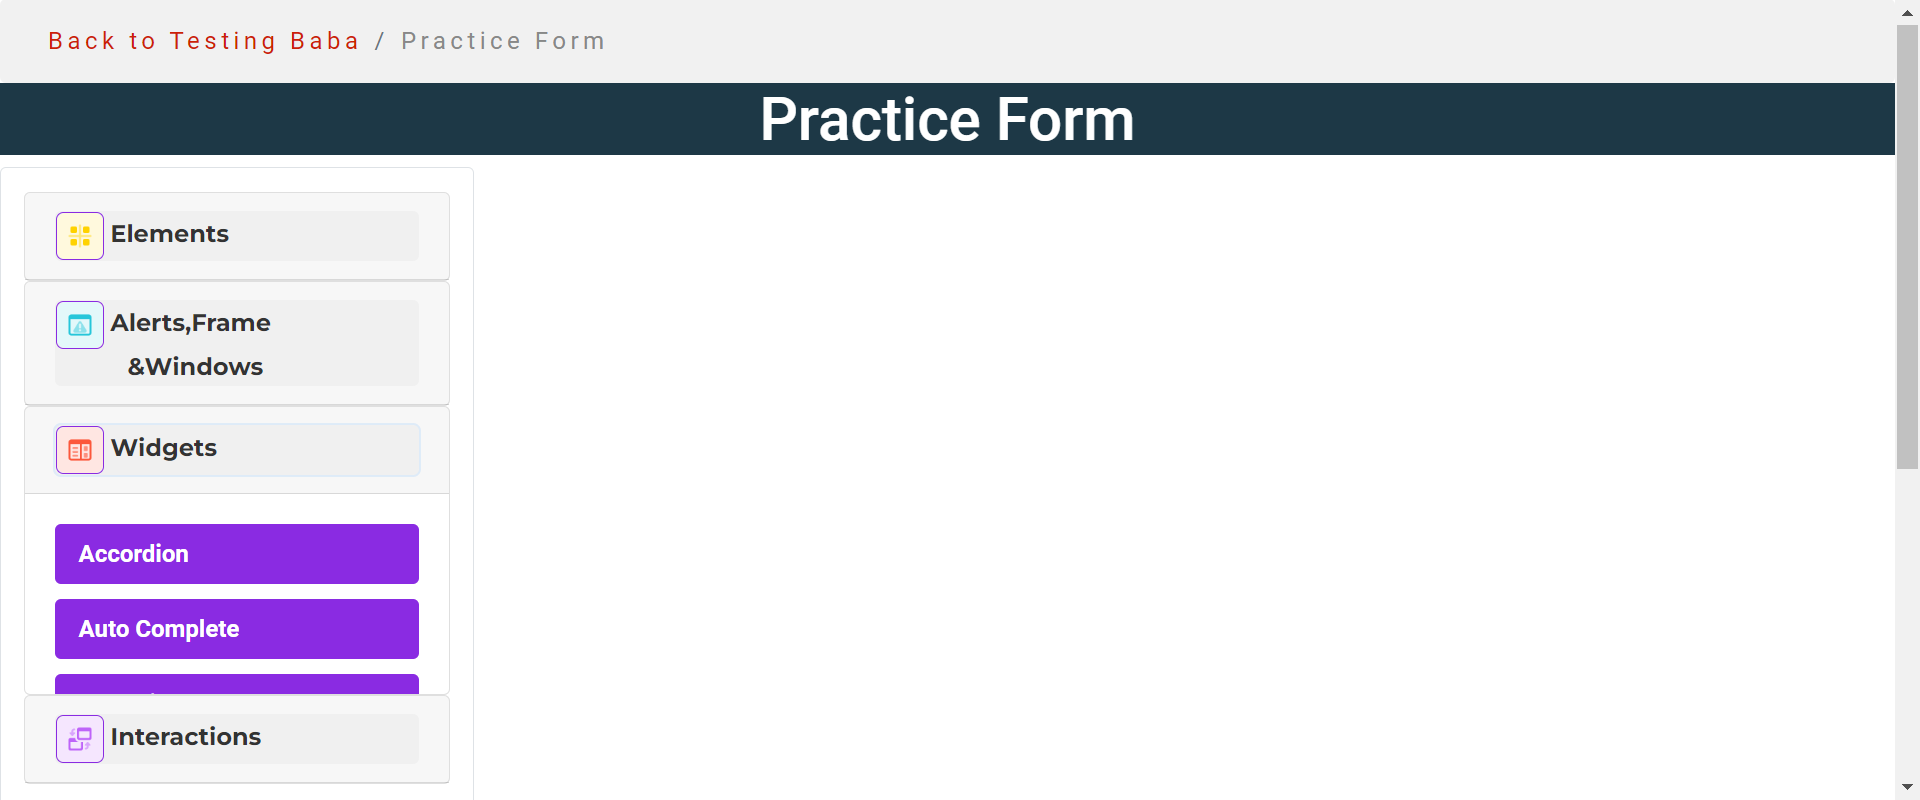 Back to Testing Baba / Practice Form
Practice Form
Elements
Alerts,Frame
&Windows
Widgets
Accordion
Auto Complete
Interactions